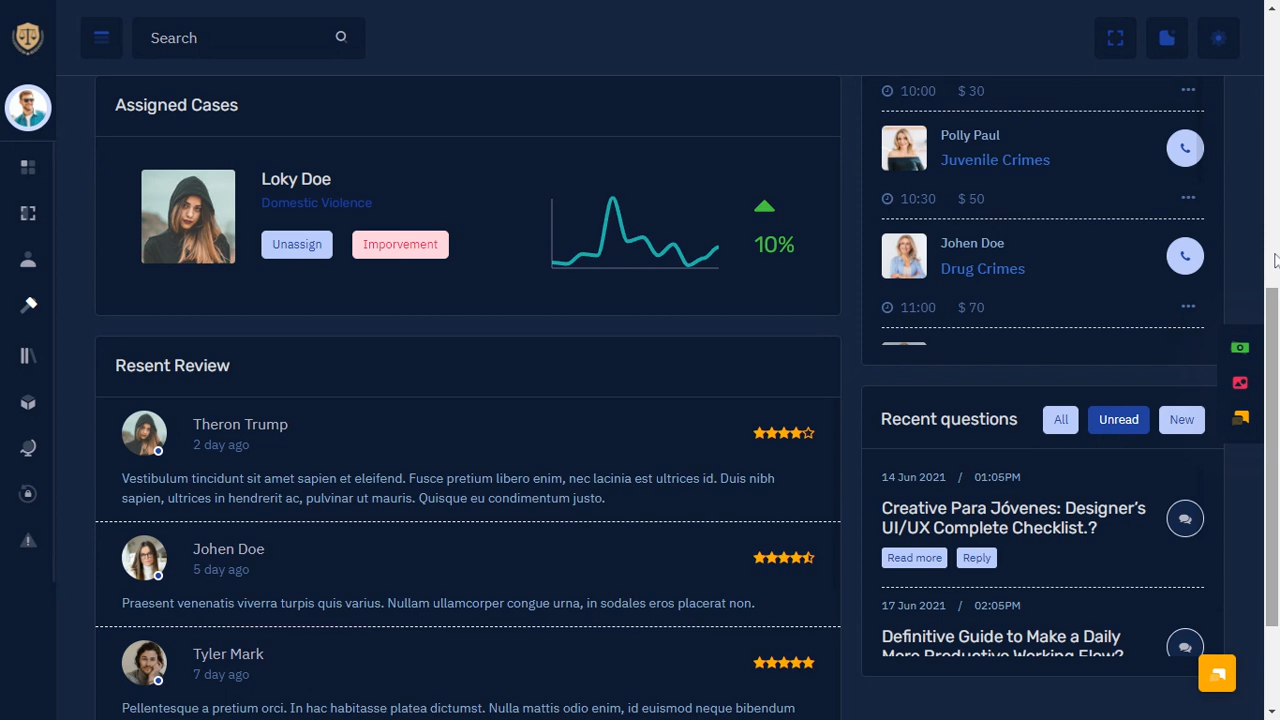 Search
Assigned Cases
Loky Doe
Domestic Violence
Unassign
Imporvement
10%
Resent Review
Theron Trump
2 day ago
Vestibulum tincidunt sit amet sapien et eleifend. Fusce pretium libero enim, nec lacinia est ultrices id. Duis nibh
sapien, ultrices in hendrerit ac, pulvinar ut mauris. Quisque eu condimentum justo.
Johen Doe
5 day ago
Praesent venenatis viverra turpis quis varius. Nullam ullamcorper congue urna, in sodales eros placerat non.
Tyler Mark
7 day ago
Pellentesque a pretium orci. In hac habitasse platea dictumst. Nulla mattis odio enim, id euismod neque bibendum
10:00 $ 30
Polly Paul
Juvenile Crimes
10:30 $ 50
Johen Doe
Drug Crimes
11:00 $ 70
Recent questions
All
Unread
New
14 Jun 2021 / 01:05PM
Creative Para Jóvenes: Designer’s
UI/UX Complete Checklist.?
Read more
Reply
17 Jun 2021 / 02:05PM
Definitive Guide to Make a Daily
More Productive Working Flow?